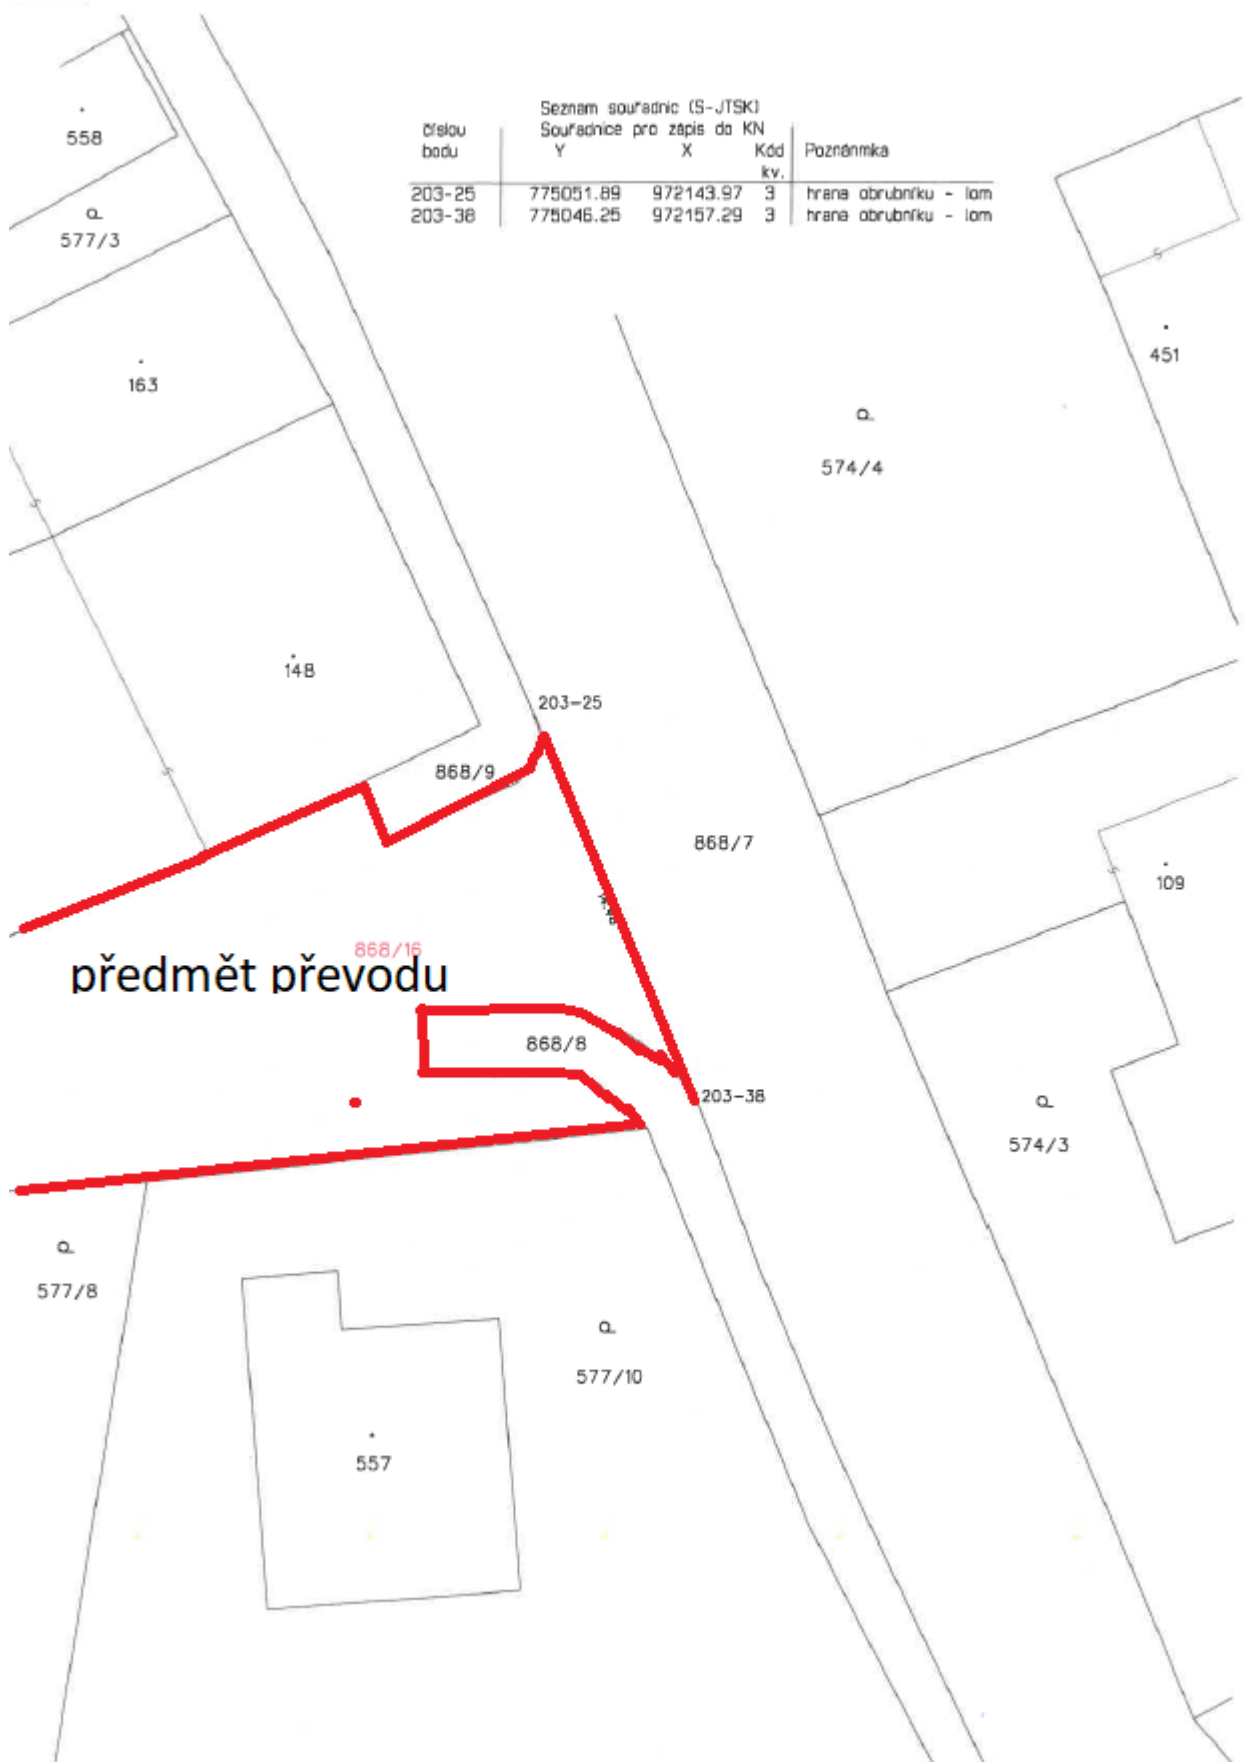 Seznam souřadnic (S-JTSK)
číslou Souřadnice pro zápis do KN
bodu Y X Kód Poznánmka
kv.
203-25 775051.89 972143.97 3 hrana obrubníku - lom
203-38 775046.25 972157.29 3 hrana obrubníku - lom
558
577/3
163
451
574/4
148
203-25
868/9
868/7
109
868/16
předmět převodu
868/8
203-38
574/3
577/8
577/10
557